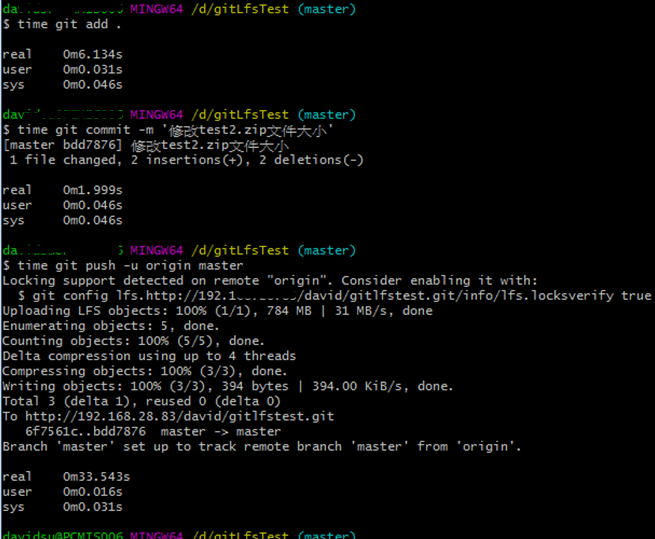 MINGW64 /d/gitLfsTest (master)
$ time git add .
real 0m6.134s
user 0m0.031s
sys 0m0.046s
MINGW64 /d/gitLfsTest (master)
$ time git commit -m '修改test2.zip文件大小'
[master bdd7876] 修改test2.zip文件大小
1 file changed, 2 insertions(+), 2 deletions(-)
real 0m1.999s
user 0m0.046s
sys 0m0.046s
MINGW64 /d/gitLfsTest (master)
$ time git push -u origin master
Locking support detected on remote "origin". Consider enabling it with:
$ git config lfs.http://192.1 /david/gitlfstest.git/info/lfs.locksverify true
Uploading LFS objects: 100% (1/1), 784 MB | 31 MB/s, done
Enumerating objects: 5, done.
Counting objects: 100% (5/5), done.
Delta compression using up to 4 threads
Compressing objects: 100% (3/3), done.
Writing objects: 100% (3/3), 394 bytes | 394.00 KiB/s, done.
Total 3 (delta 1), reused 0 (delta 0)
To http://192.168.28.83/david/gitlfstest.git
6f7561c..bdd7876 master -> master
Branch 'master' set up to track remote branch 'master' from 'origin'.
real 0m33.543s
user 0m0.016s
sys 0m0.031s
davidsu@PCMIS006 MINGW64 /d/gitLfsTest (master)